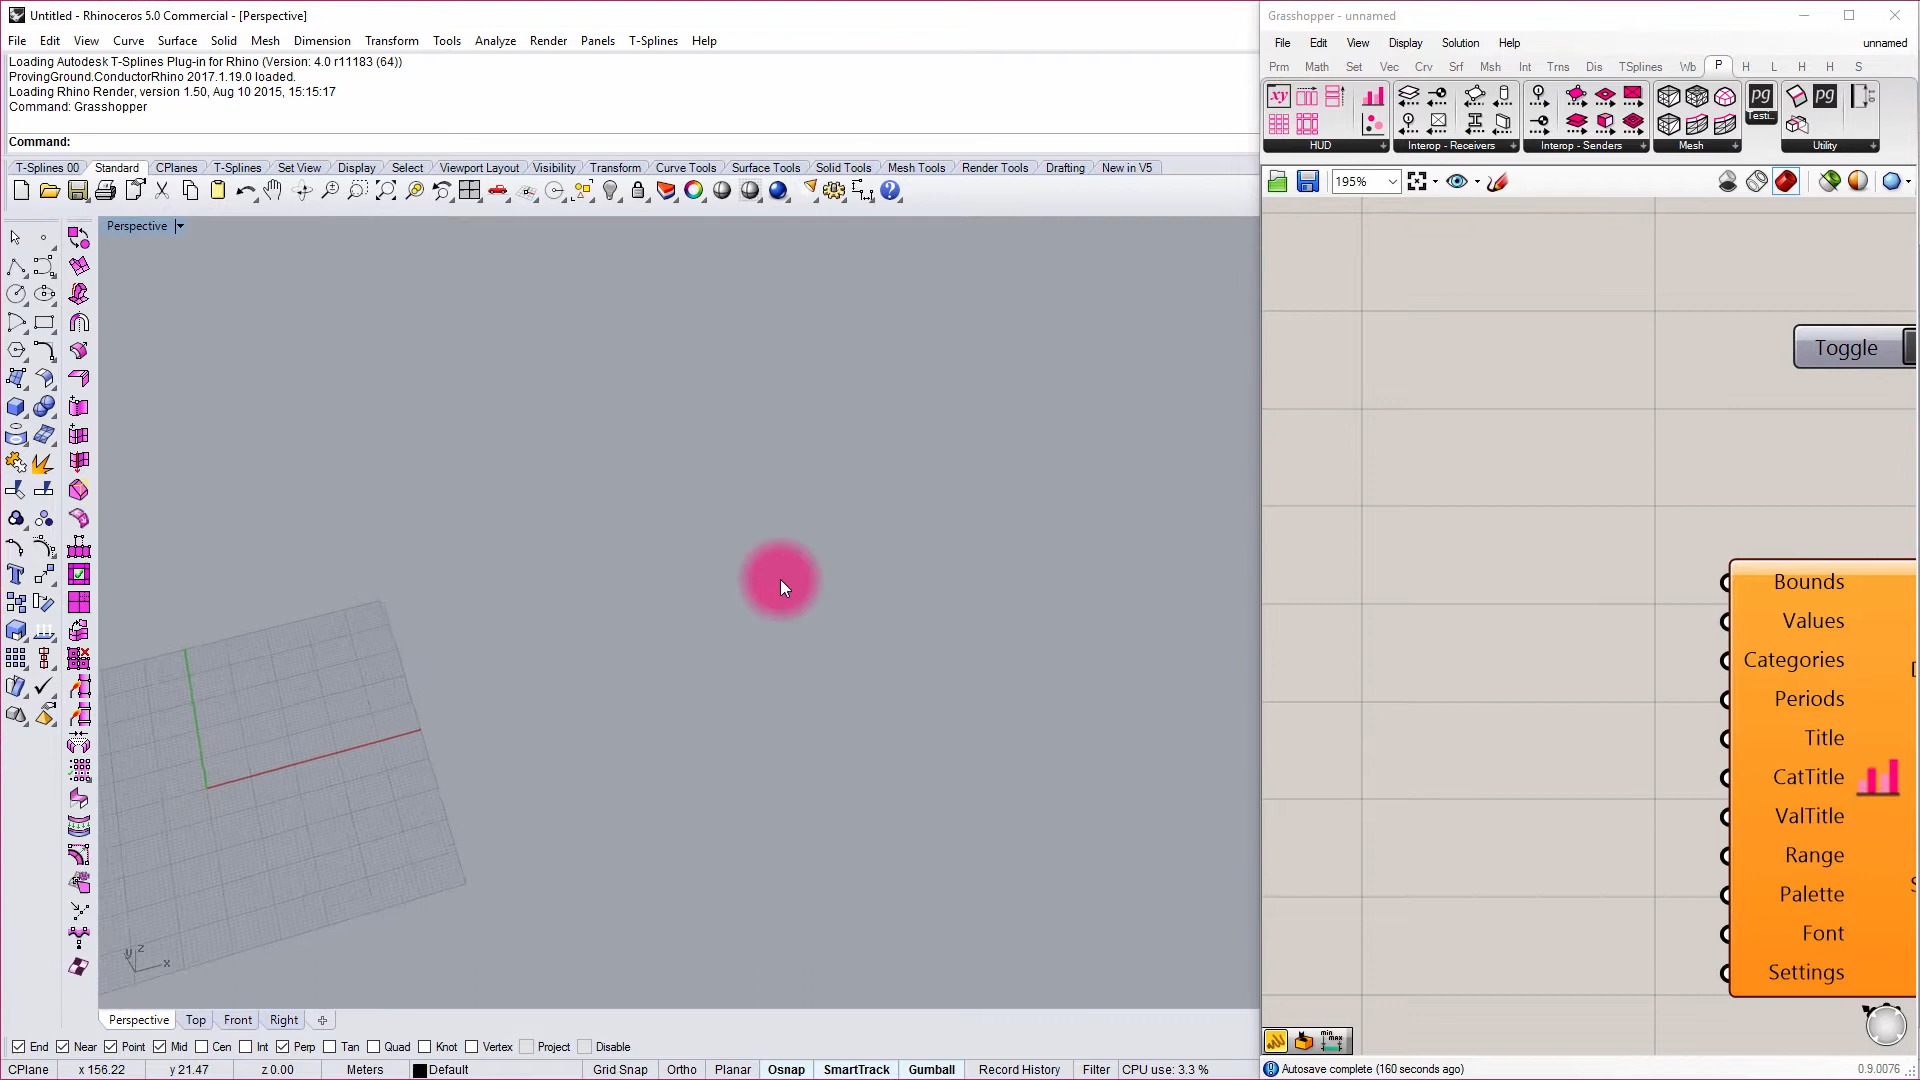 Untitled - Rhinoceros 5.0 Commercial - [Perspective]
File Edit View Curve Surface Solid Mesh Dimension Transform Tools Analyze Render Panels T-Splines Help
Loading Autodesk T-Splines Plug-in for Rhino (Version: 4.0 r11183 (64))
ProvingGround.ConductorRhino 2017.1.19.0 loaded.
Loading Rhino Render, version 1.50, Aug 10 2015, 15:15:17
Command: Grasshopper
Command:
T-Splines 00 Standard CPlanes T-Splines Set View Display Select Viewport Layout Visibility Transform Curve Tools Surface Tools Solid Tools Mesh Tools Render Tools Drafting New in V5
Perspective
z
y
x
Perspective Top Front Right
End Near Point Mid Cen Int Perp Tan Quad Knot Vertex Project Disable
CPlane x 156.22 y 21.47 z 0.00 Meters Default Grid Snap Ortho Planar Osnap SmartTrack Gumball Record History Filter CPU use: 3.3 %
Grasshopper - unnamed
File Edit View Display Solution Help unnamed
Prm Math Set Vec Crv Srf Msh Int Trns Dis TSplines Wb P H L H H S
xy pg Testi... pg
HUD Interop - Receivers Interop - Senders Mesh Utility
195%
Toggle
Bounds
Values
Categories
Periods
Title
CatTitle
ValTitle
Range
Palette
Font
Settings
min
max
Autosave complete (160 seconds ago) 0.9.0076